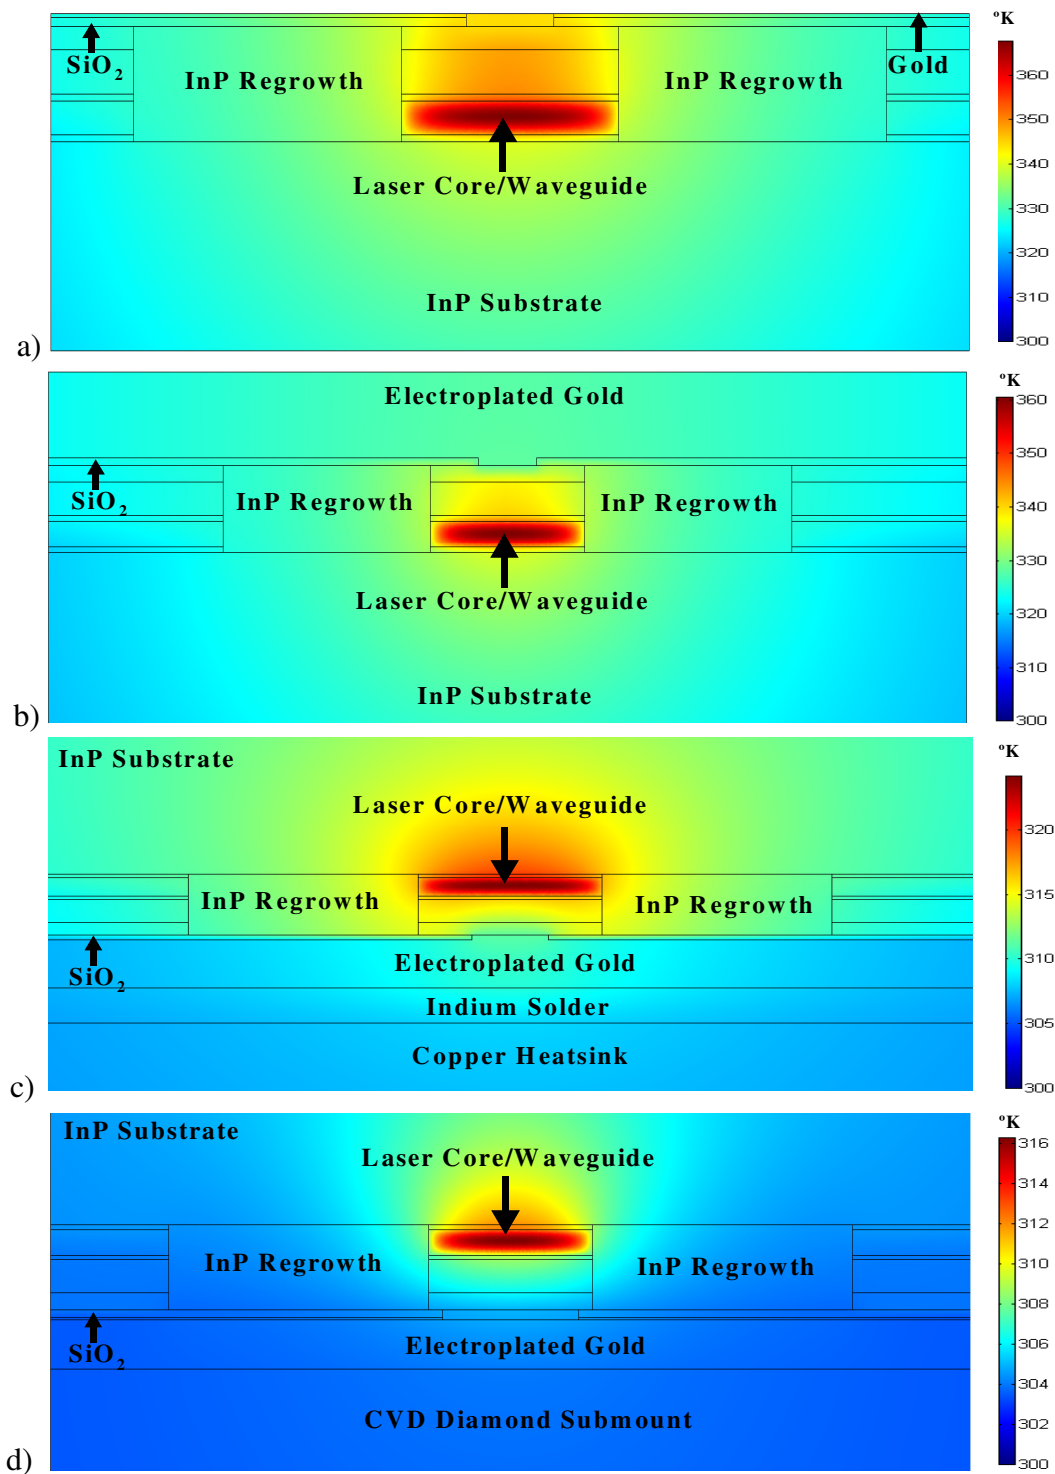 ºK
SiO2
InP Regrowth
InP Regrowth
Gold
Laser Core/Waveguide
InP Substrate
a)
360
350
340
330
320
310
300
ºK
Electroplated Gold
SiO2
InP Regrowth
InP Regrowth
Laser Core/Waveguide
InP Substrate
b)
360
350
340
330
320
310
300
ºK
InP Substrate
Laser Core/Waveguide
InP Regrowth
InP Regrowth
SiO2
Electroplated Gold
Indium Solder
Copper Heatsink
c)
320
315
310
305
300
ºK
InP Substrate
Laser Core/Waveguide
InP Regrowth
InP Regrowth
SiO2
Electroplated Gold
CVD Diamond Submount
d)
316
314
312
310
308
306
304
302
300